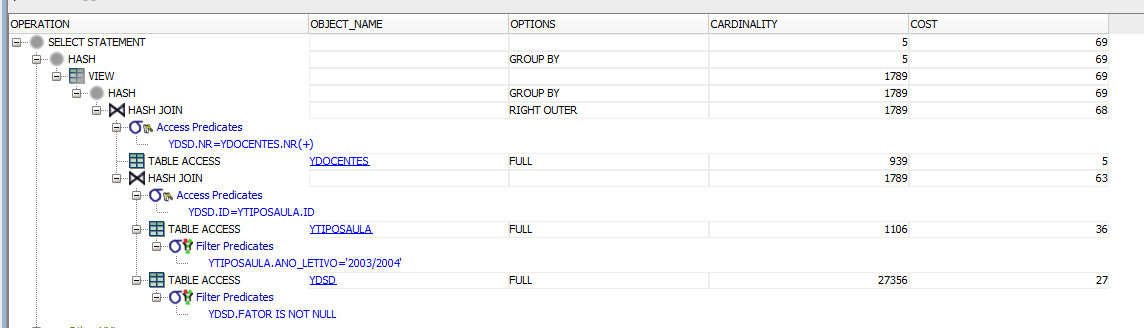 OPERATION OBJECT_NAME OPTIONS CARDINALITY COST
SELECT STATEMENT 5 69
HASH GROUP BY 5 69
VIEW 1789 69
HASH GROUP BY 1789 69
HASH JOIN RIGHT OUTER 1789 68
Access Predicates
YDSD.NR=YDOCENTES.NR(+)
TABLE ACCESS YDOCENTES FULL 939 5
HASH JOIN 1789 63
Access Predicates
YDSD.ID=YTIPOSAULA.ID
TABLE ACCESS YTIPOSAULA FULL 1106 36
Filter Predicates
YTIPOSAULA.ANO_LETIVO='2003/2004'
TABLE ACCESS YDSD FULL 27356 27
Filter Predicates
YDSD.FATOR IS NOT NULL